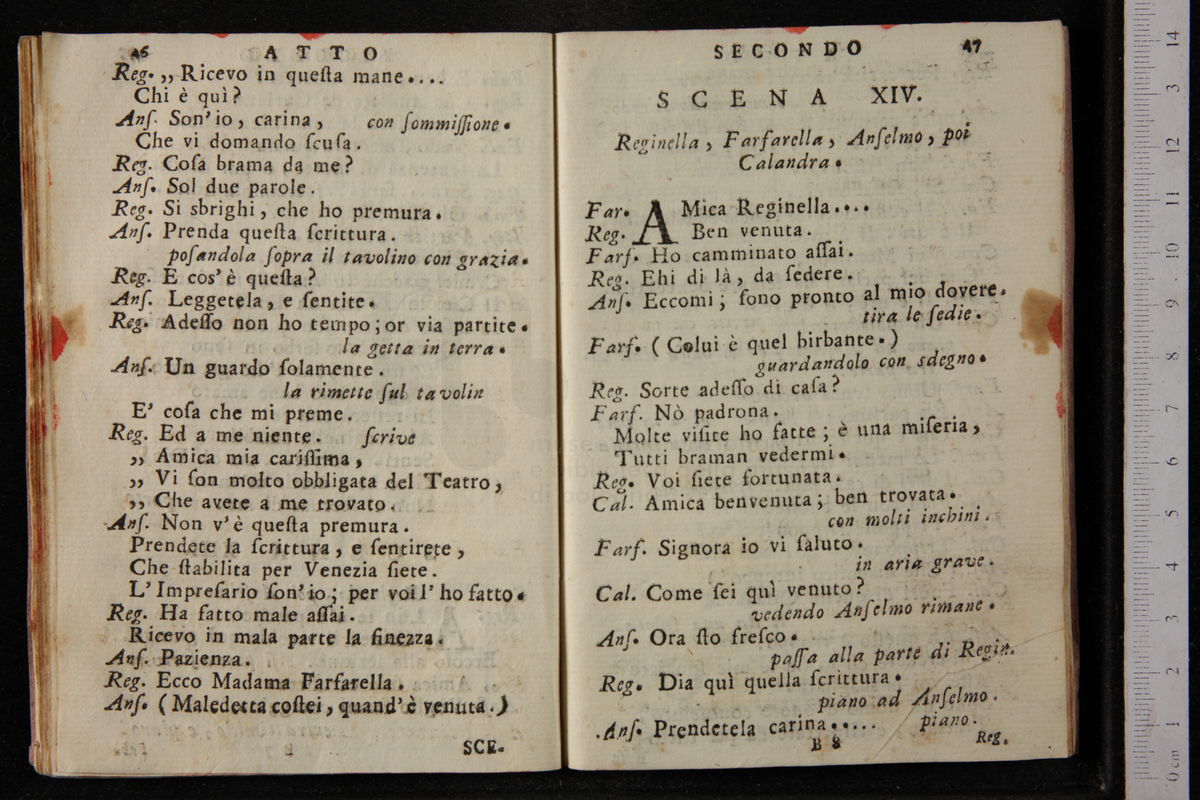 46 ATTO
Reg. ,, Ricevo in queſta mane....
Chi è quì?
Anſ. Son' io, carina, con ſommiſſione.
Che vi domando ſcuſa.
Reg. Coſa brama da me?
Anſ. Sol due parole.
Reg. Si sbrighi, che ho premura.
Anſ. Prenda queſta ſcrittura.
poſandola ſopra il tavolino con grazia.
Reg. E cos' è queſta?
Anſ. Leggetela, e ſentite.
Reg. Adeſſo non ho tempo; or via partite.
la getta in terra.
Anſ. Un guardo ſolamente.
la rimette ſul tavolin
E' coſa che mi preme.
Reg. Ed a me niente. ſcrive
,, Amica mia cariſſima,
,, Vi ſon molto obbligata del Teatro,
,, Che avete a me trovato.
Anſ. Non v' è queſta premura.
Prendete la ſcrittura, e ſentirete,
Che ſtabilita per Venezia ſiete.
L' Impreſario ſon' io; per voi l' ho fatto.
Reg. Ha fatto male aſſai.
Ricevo in mala parte la finezza.
Anſ. Pazienza.
Reg. Ecco Madama Farfarella.
Anſ. (Maledetta coſtei, quand' è venuta.)
SCE-
SECONDO 47
SCENA XIV.
Reginella, Farfarella, Anſelmo, poi
Calandra.
Far. AMica Reginella....
Reg. Ben venuta.
Farſ. Ho camminato aſſai.
Reg. Ehi di là, da ſedere.
Anſ. Eccomi; ſono pronto al mio dovere.
tira le ſedie.
Farſ. (Colui è quel birbante.)
guardandolo con sdegno.
Reg. Sorte adeſſo di caſa?
Farſ. Nò padrona.
Molte viſite ho fatte; è una miſeria,
Tutti braman vedermi.
Reg. Voi ſiete fortunata.
Cal. Amica benvenuta; ben trovata.
con molti inchini.
Farſ. Signora io vi ſaluto.
in aria grave.
Cal. Come ſei quì venuto?
vedendo Anſelmo rimane.
Anſ. Ora ſto freſco.
paſſa alla parte di Regin.
Reg. Dia quì quella ſcrittura.
piano ad Anſelmo.
Anſ. Prendetela carina..... piano.
B 8 Reg.